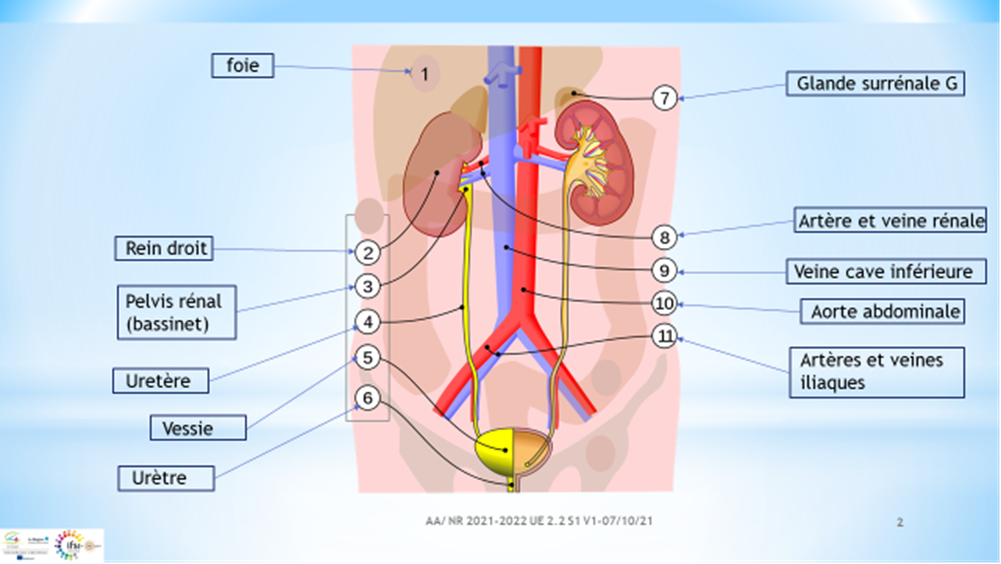 foie
1
7
Glande surrénale G
Rein droit
2
Pelvis rénal
(bassinet)
3
Uretère
4
Vessie
5
Urètre
6
8
Artère et veine rénale
9
Veine cave inférieure
10
Aorte abdominale
11
Artères et veines
iliaques
AA/ NR 2021-2022 UE 2.2 S1 V1-07/10/21
2
ifsi